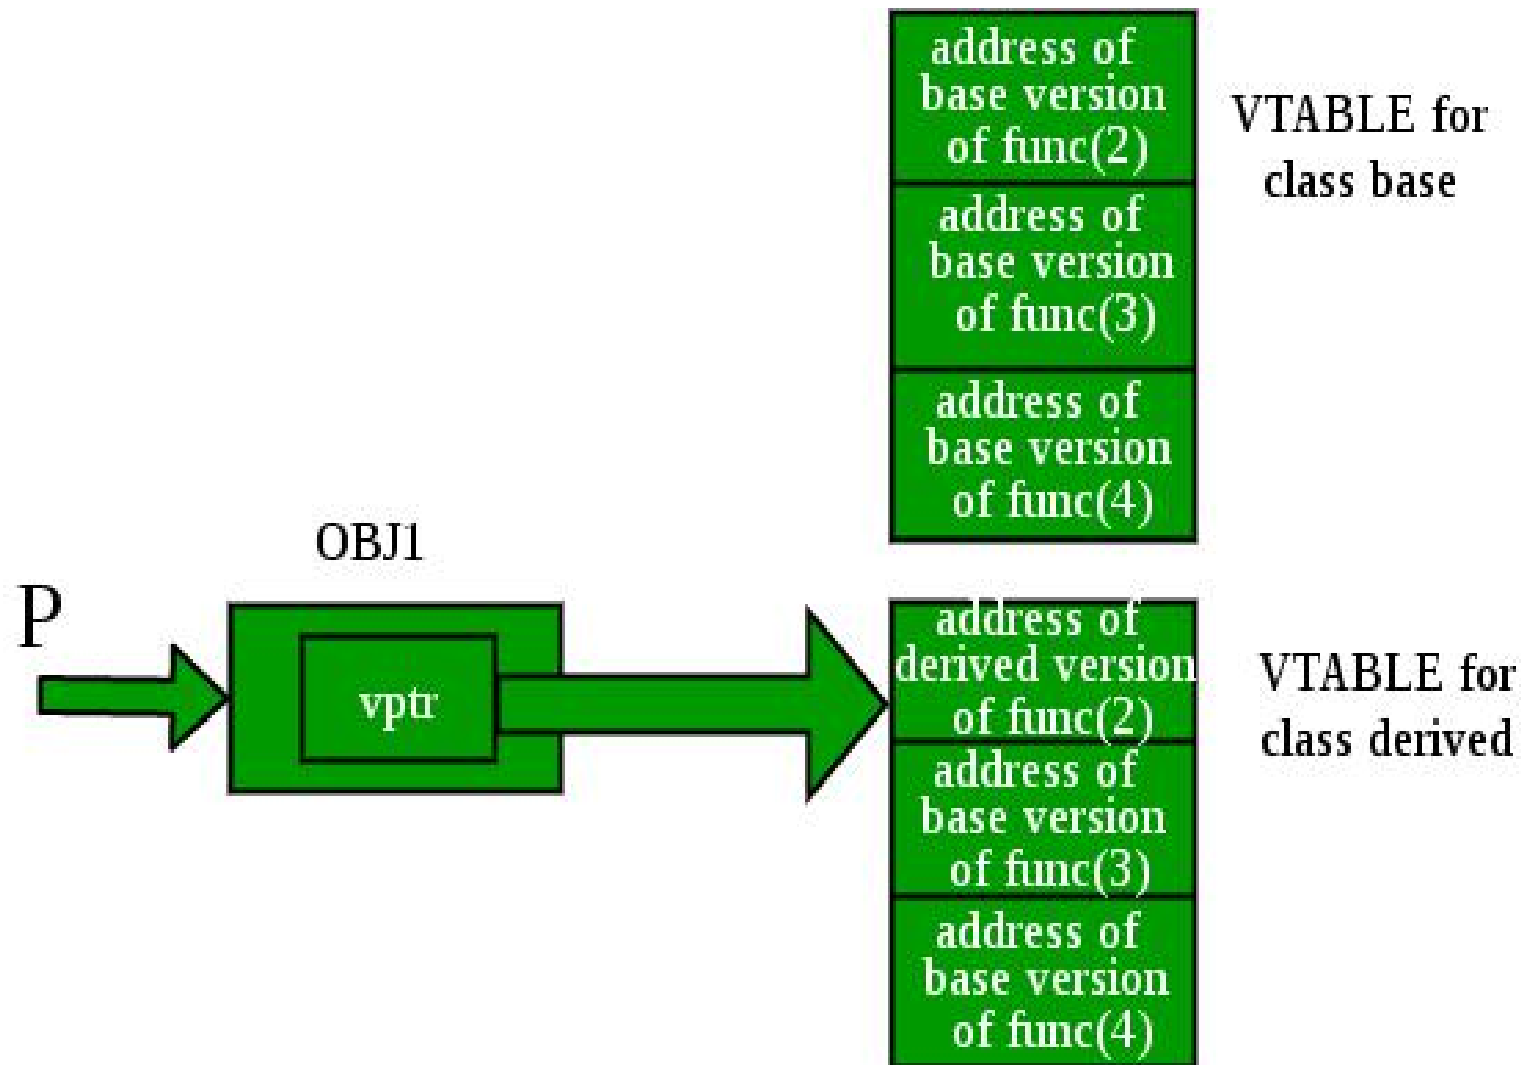 address of
base version
of func(2)
VTABLE for
class base
address of
base version
of func(3)
address of
base version
of func(4)
OBJ1
P
vptr
address of
derived version
of func(2)
VTABLE for
class derived
address of
base version
of func(3)
address of
base version
of func(4)